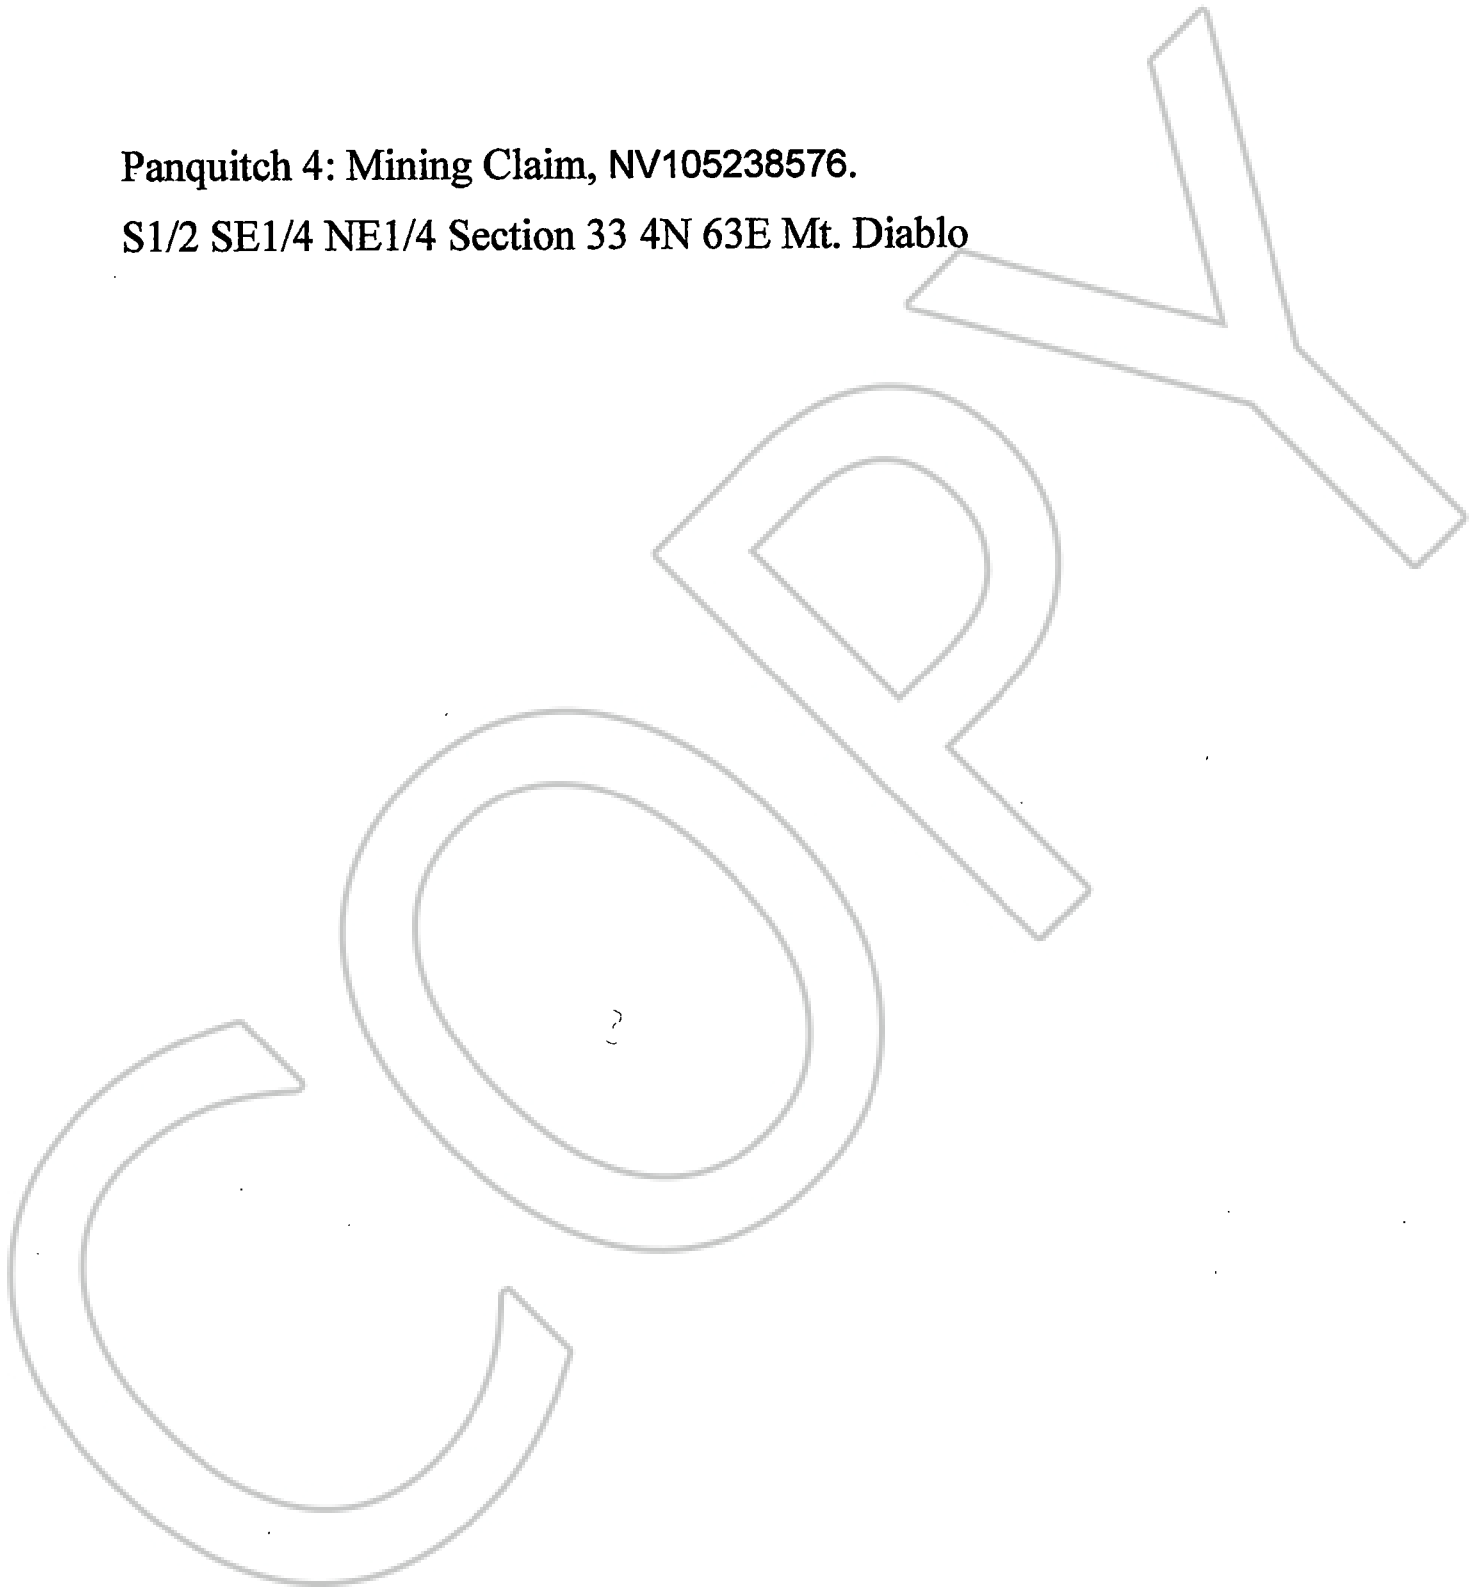 Panquitch 4: Mining Claim, NV105238576.
S1/2 SE1/4 NE1/4 Section 33 4N 63E Mt. Diablo
COPY